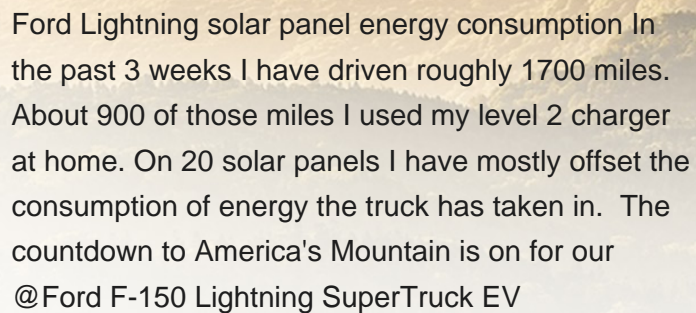 Ford Lightning solar panel energy consumption In
the past 3 weeks I have driven roughly 1700 miles.
About 900 of those miles I used my level 2 charger
at home. On 20 solar panels I have mostly offset the
consumption of energy the truck has taken in.  The
countdown to America's Mountain is on for our
@Ford F-150 Lightning SuperTruck EV